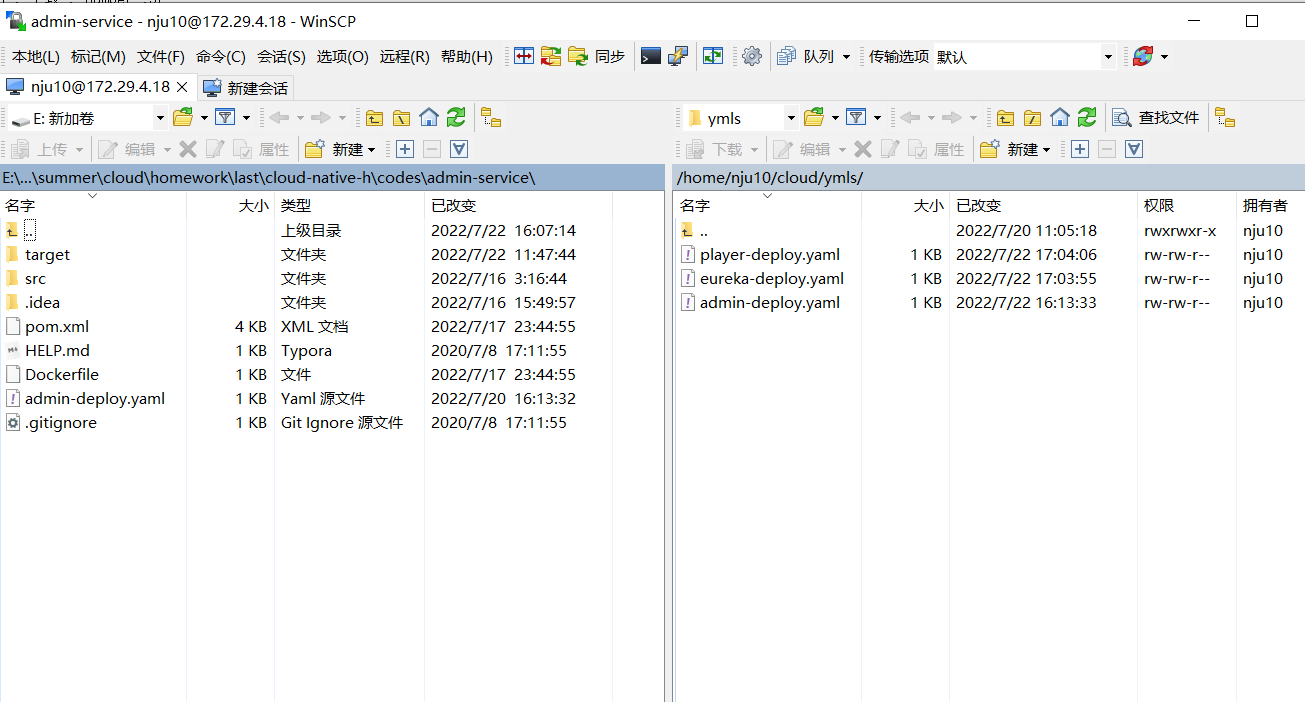 admin-service - nju10@172.29.4.18 - WinSCP
本地(L) 标记(M) 文件(F) 命令(C) 会话(S) 选项(O) 远程(R) 帮助(H) 同步 队列 传输选项 默认
nju10@172.29.4.18 × 新建会话
E: 新加卷
上传 编辑 属性 新建
E:\...\summer\cloud\homework\last\cloud-native-h\codes\admin-service\
名字 大小 类型 已改变
.. 上级目录 2022/7/22 16:07:14
target 文件夹 2022/7/22 11:47:44
src 文件夹 2022/7/16 3:16:44
.idea 文件夹 2022/7/16 15:49:57
pom.xml 4 KB XML 文档 2022/7/17 23:44:55
HELP.md 1 KB Typora 2020/7/8 17:11:55
Dockerfile 1 KB 文件 2022/7/17 23:44:55
admin-deploy.yaml 1 KB Yaml 源文件 2022/7/20 16:13:32
.gitignore 1 KB Git Ignore 源文件 2020/7/8 17:11:55
ymls 查找文件
下载 编辑 属性 新建
/home/nju10/cloud/ymls/
名字 大小 已改变 权限 拥有者
.. 2022/7/20 11:05:18 rwxrwxr-x nju10
player-deploy.yaml 1 KB 2022/7/22 17:04:06 rw-rw-r-- nju10
eureka-deploy.yaml 1 KB 2022/7/22 17:03:55 rw-rw-r-- nju10
admin-deploy.yaml 1 KB 2022/7/22 16:13:33 rw-rw-r-- nju10